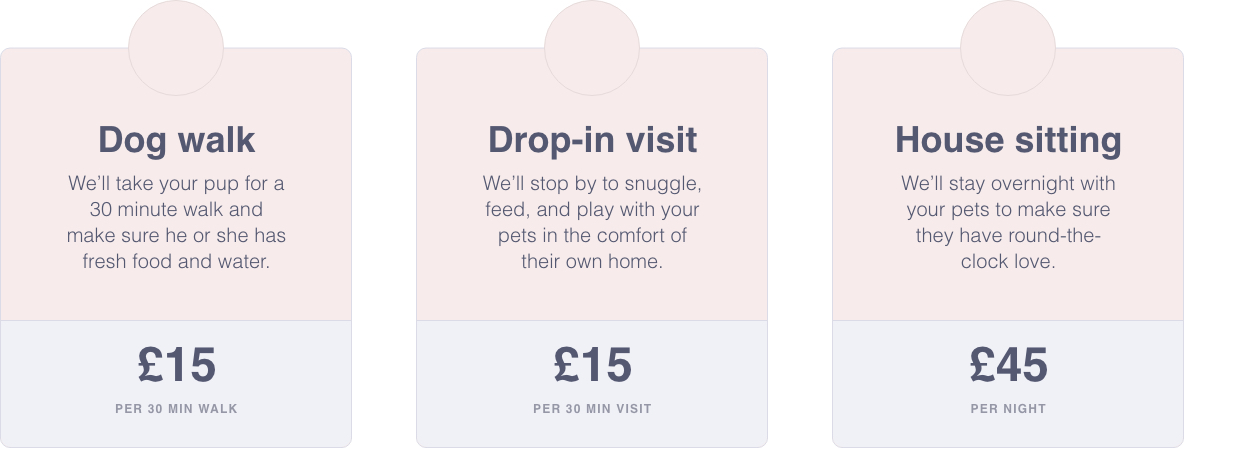 Dog walk
We’ll take your pup for a
30 minute walk and
make sure he or she has
fresh food and water.
£15
PER 30 MIN WALK
Drop-in visit
We’ll stop by to snuggle,
feed, and play with your
pets in the comfort of
their own home.
£15
PER 30 MIN VISIT
House sitting
We’ll stay overnight with
your pets to make sure
they have round-the-
clock love.
£45
PER NIGHT